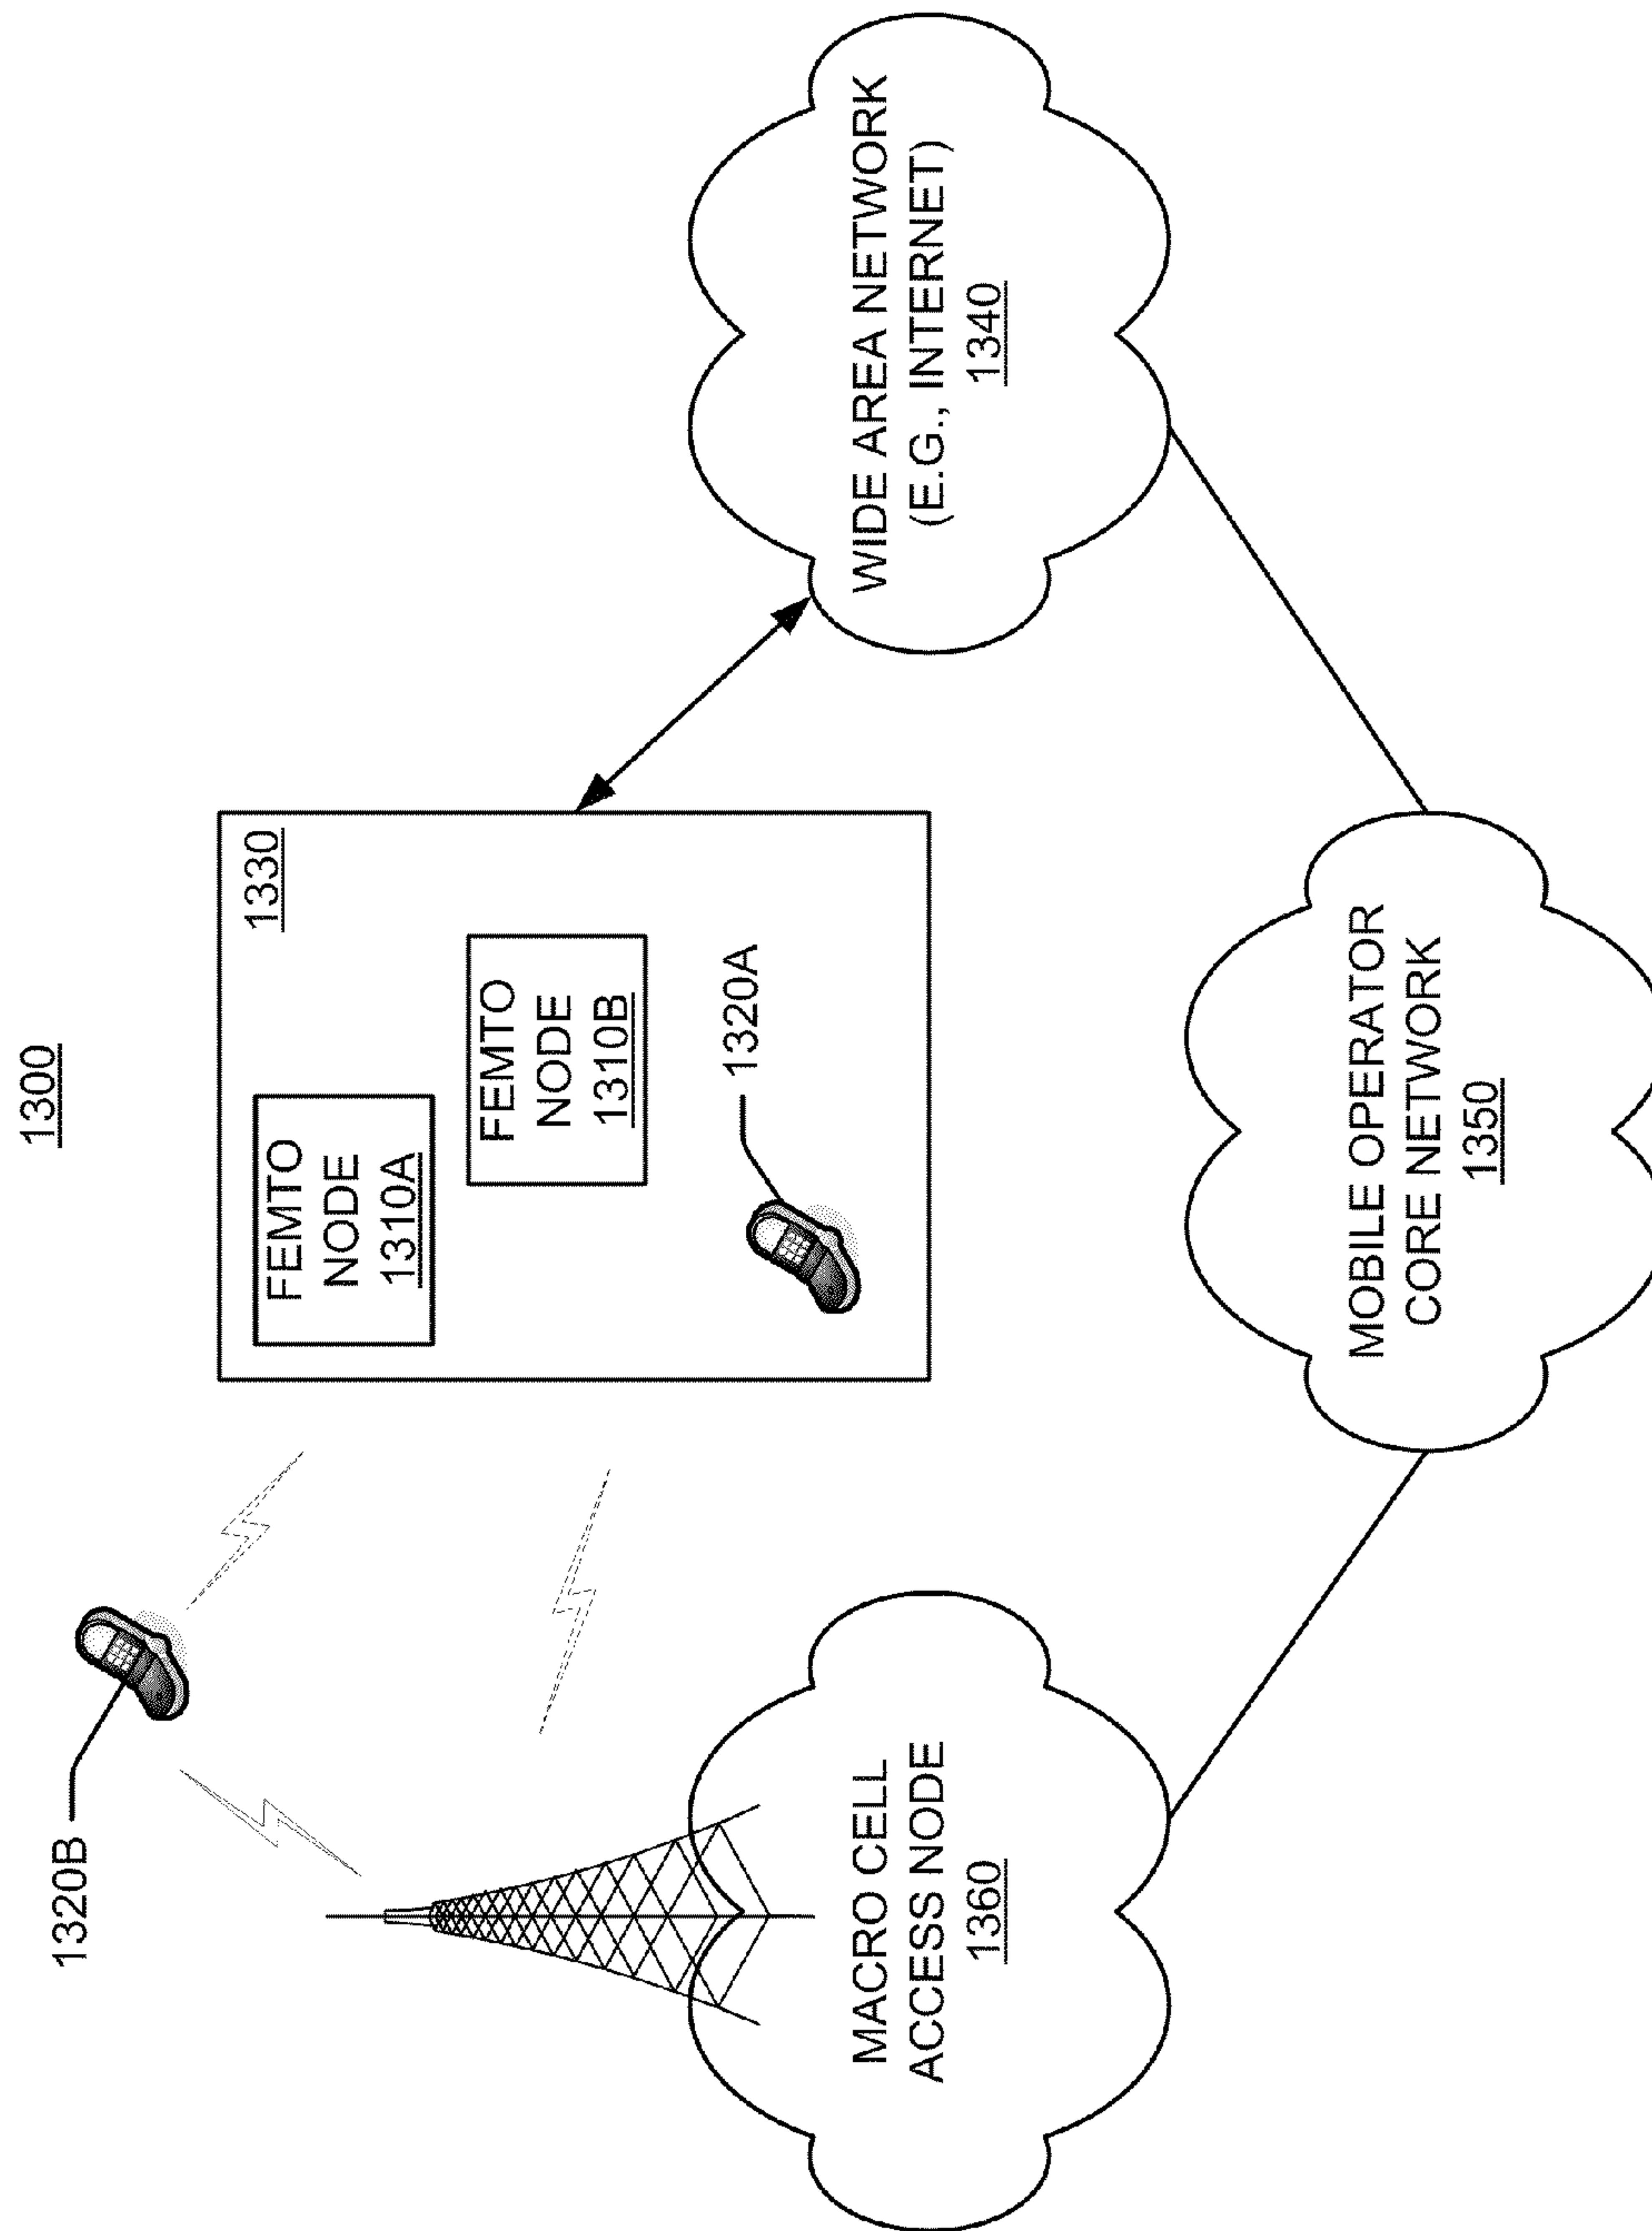 1300
1320B
FEMTO
NODE
1310A
1330
FEMTO
NODE
1310B
1320A
MACRO CELL
ACCESS NODE
1360
WIDE AREA NETWORK
(E.G., INTERNET)
1340
MOBILE OPERATOR
CORE NETWORK
1350